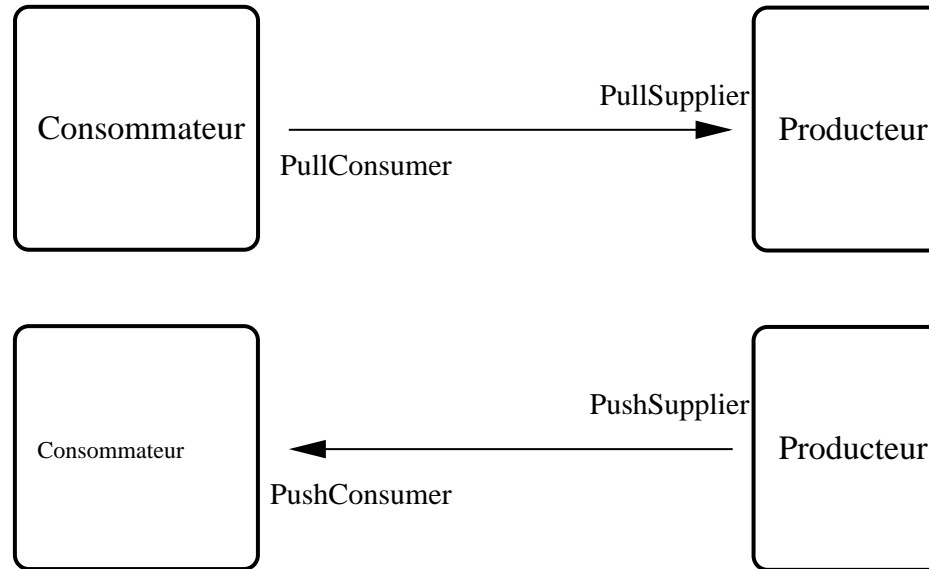 PullSupplier
Consommateur
Producteur
PullConsumer
PushSupplier
Consommateur
Producteur
PushConsumer